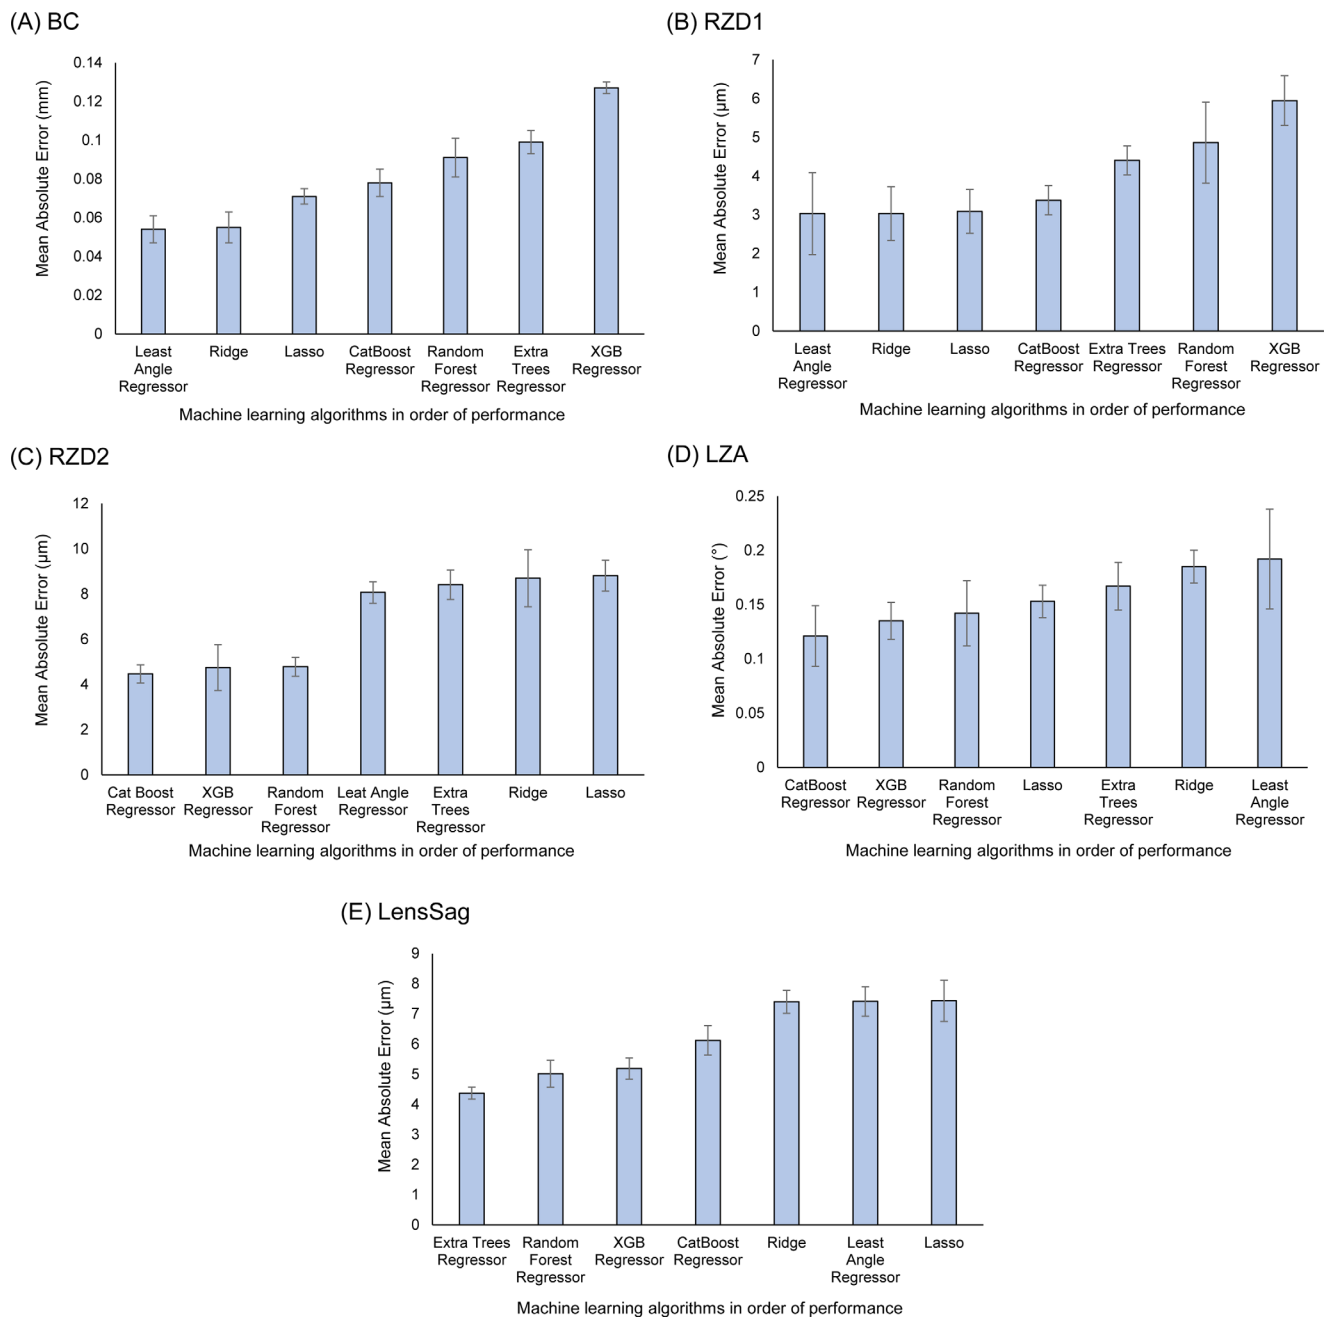 (A) BC
Mean Absolute Error (mm)
0.14
0.12
0.1
0.08
0.06
0.04
0.02
0
Least
Angle
Regressor
Ridge
Lasso
CatBoost
Regressor
Random
Forest
Regressor
Extra
Trees
Regressor
XGB
Regressor
Machine learning algorithms in order of performance
(B) RZD1
Mean Absolute Error (µm)
7
6
5
4
3
2
1
0
Least
Angle
Regressor
Ridge
Lasso
CatBoost
Regressor
Extra Trees
Regressor
Random
Forest
Regressor
XGB
Regressor
Machine learning algorithms in order of performance
(C) RZD2
Mean Absolute Error (µm)
12
10
8
6
4
2
0
Cat Boost
Regressor
XGB
Regressor
Random
Forest
Regressor
Leat Angle
Regressor
Extra
Trees
Regressor
Ridge
Lasso
Machine learning algorithms in order of performance
(D) LZA
Mean Absolute Error (°)
0.25
0.2
0.15
0.1
0.05
0
CatBoost
Regressor
XGB
Regressor
Random
Forest
Regressor
Lasso
Extra
Trees
Regressor
Ridge
Least
Angle
Regressor
Machine learning algorithms in order of performance
(E) LensSag
Mean Absolute Error (µm)
9
8
7
6
5
4
3
2
1
0
Extra Trees
Regressor
Random
Forest
Regressor
XGB
Regressor
CatBoost
Regressor
Ridge
Least
Angle
Regressor
Lasso
Machine learning algorithms in order of performance